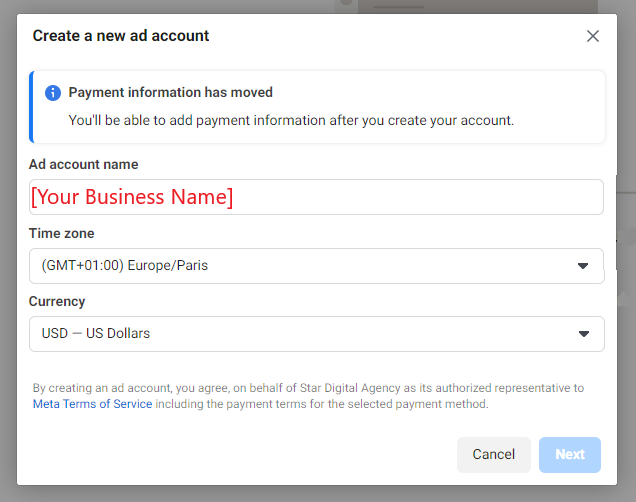 Create a new ad account
Payment information has moved
You'll be able to add payment information after you create your account.
Ad account name
[Your Business Name]
Time zone
(GMT+01:00) Europe/Paris
Currency
USD — US Dollars
By creating an ad account, you agree, on behalf of Star Digital Agency as its authorized representative to
Meta Terms of Service including the payment terms for the selected payment method.
Cancel Next